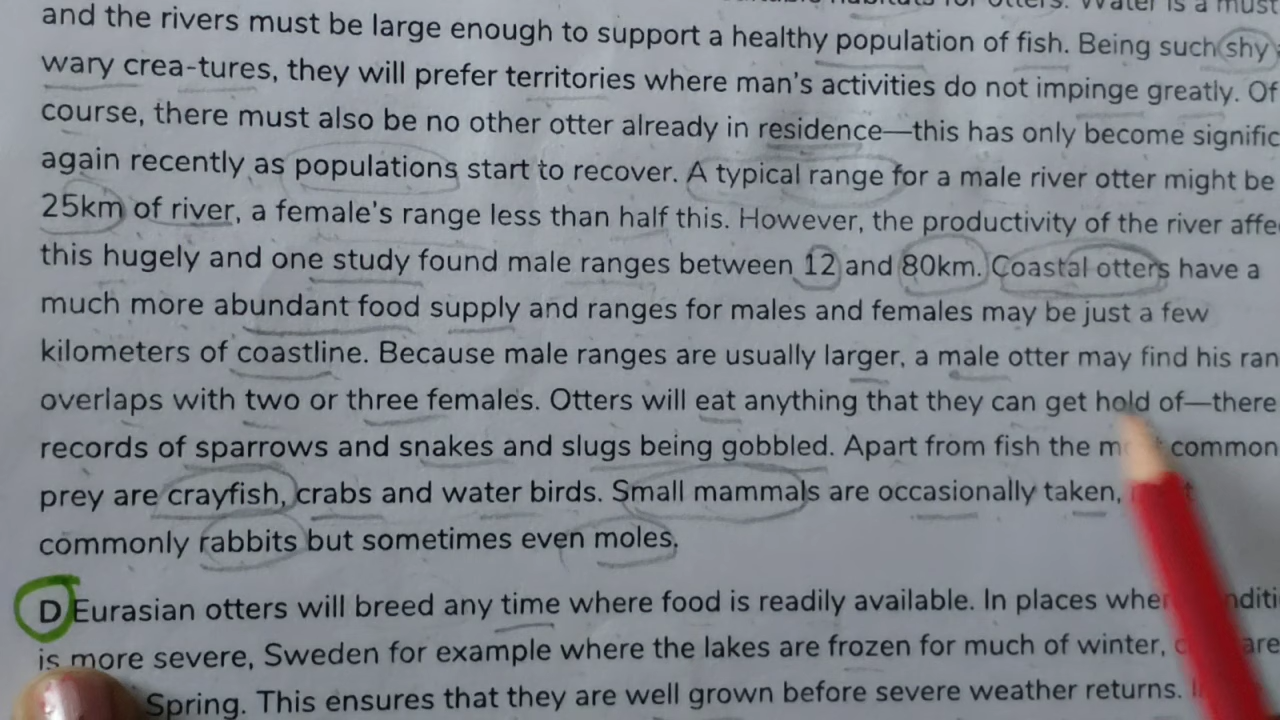 habitats for otters. Water is a must
and the rivers must be large enough to support a healthy population of fish. Being such shy
wary crea-tures, they will prefer territories where man's activities do not impinge greatly. Of
course, there must also be no other otter already in residence—this has only become signific
again recently as populations start to recover. A typical range for a male river otter might be
25km of river, a female's range less than half this. However, the productivity of the river affe
this hugely and one study found male ranges between 12 and 80km. Coastal otters have a
much more abundant food supply and ranges for males and females may be just a few
kilometers of coastline. Because male ranges are usually larger, a male otter may find his ran
overlaps with two or three females. Otters will eat anything that they can get hold of—there
records of sparrows and snakes and slugs being gobbled. Apart from fish the common
prey are crayfish, crabs and water birds. Small mammals are occasionally taken,
commonly rabbits but sometimes even moles.
D Eurasian otters will breed any time where food is readily available. In places where
is more severe, Sweden for example where the lakes are frozen for much of winter, are
Spring. This ensures that they are well grown before severe weather returns.